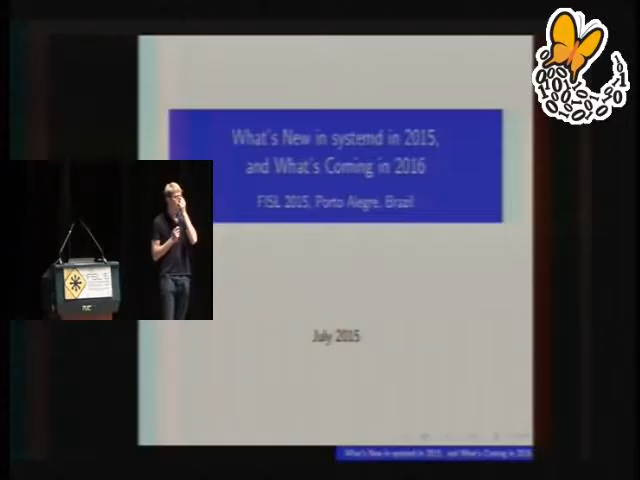 What's New in systemd in 2015,
and What's Coming in 2016
FISL 2015, Porto Alegre, Brazil
July 2015
FISL16
What's New in systemd in 2015, and What's Coming in 2016